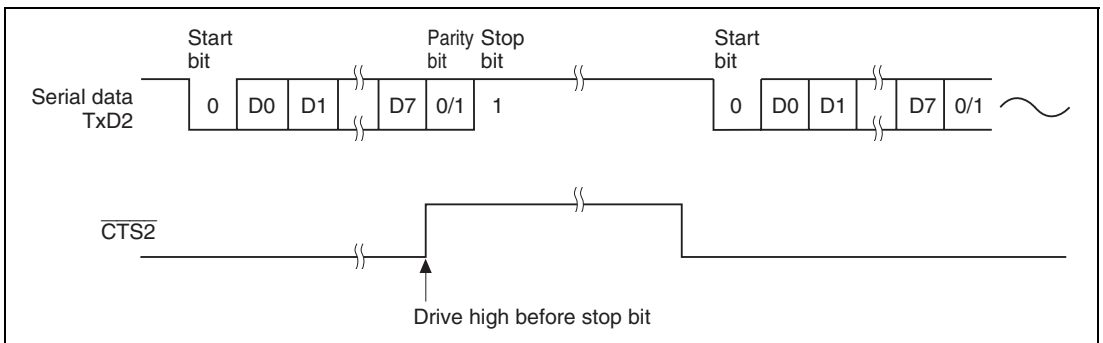 Start
bit
Parity
bit
Stop
bit
Start
bit
Serial data
TxD2
0 D0 D1 D7 0/1 1 0 D0 D1 D7 0/1
CTS2
Drive high before stop bit